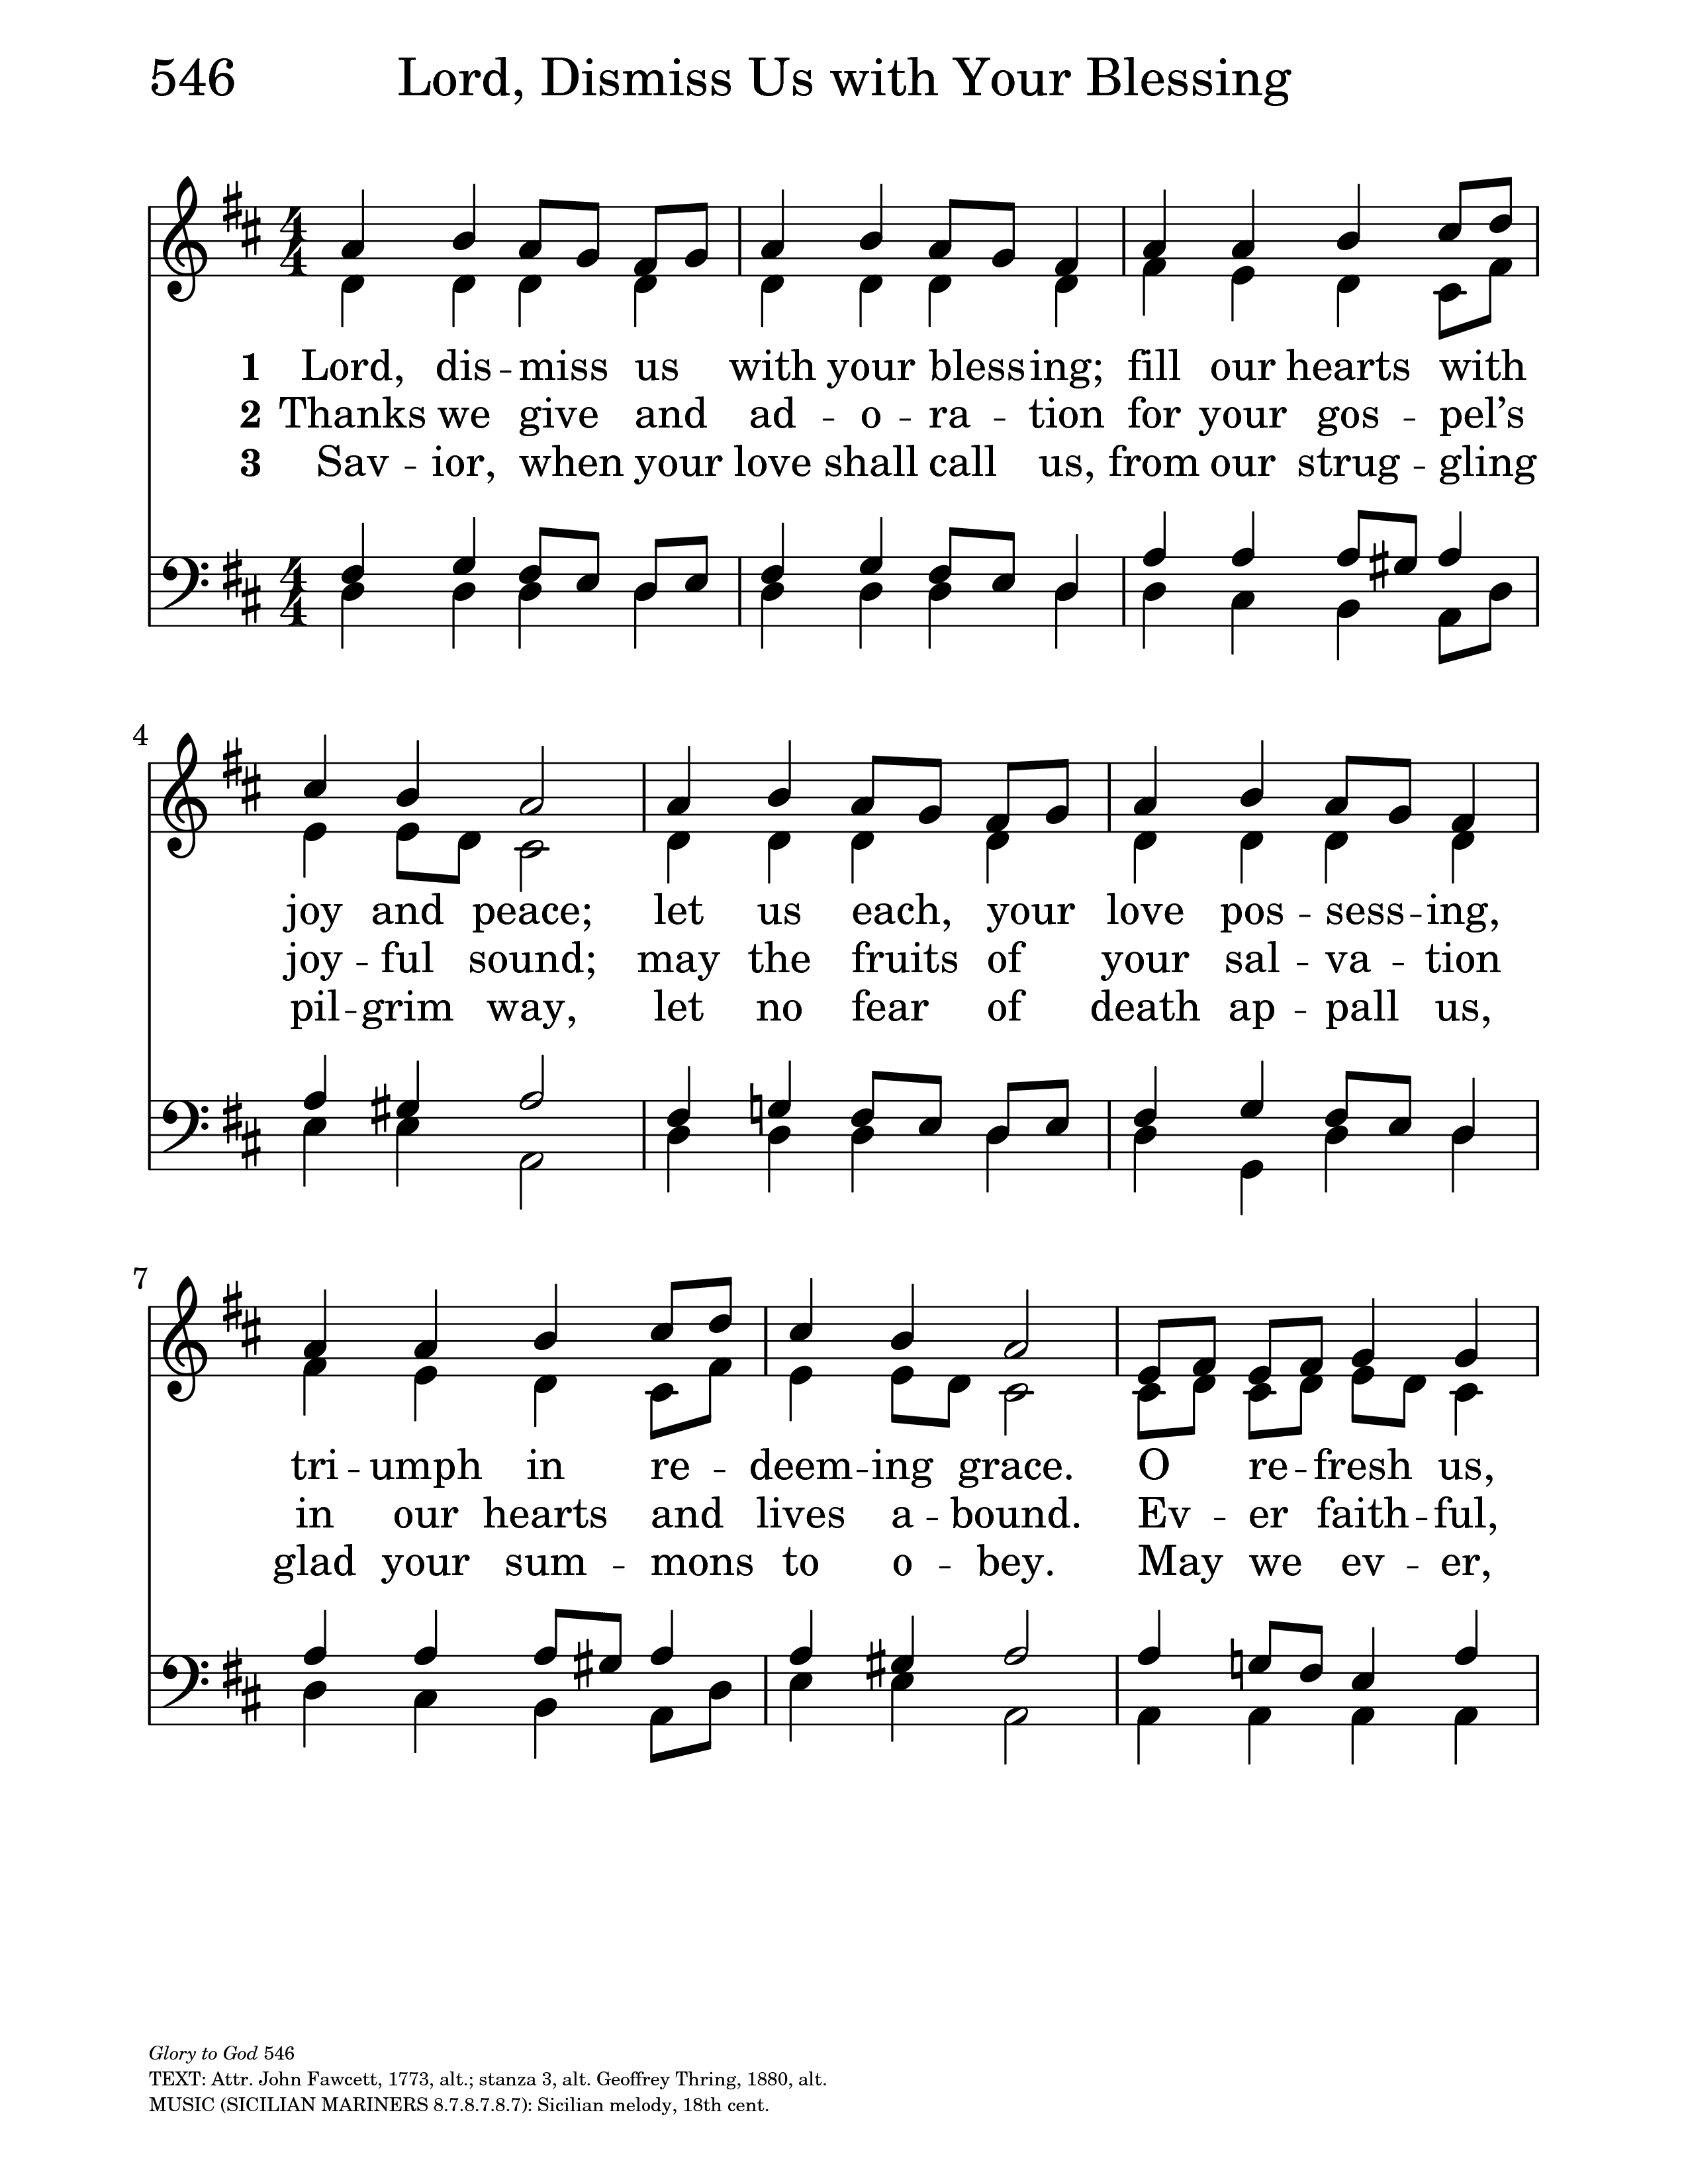 546 Lord, Dismiss Us with Your Blessing
4
4
1 Lord, dis - miss us with your bless - ing; fill our hearts with
2 Thanks we give and ad - o - ra - tion for your gos - pel’s
3 Sav - ior, when your love shall call us, from our strug - gling
4
4
4
joy and peace; let us each, your love pos - sess - ing,
joy - ful sound; may the fruits of your sal - va - tion
pil - grim way, let no fear of death ap - pall us,
7
tri - umph in re - deem - ing grace. O re - fresh us,
in our hearts and lives a - bound. Ev - er faith - ful,
glad your sum - mons to o - bey. May we ev - er,
Glory to God 546
TEXT: Attr. John Fawcett, 1773, alt.; stanza 3, alt. Geoffrey Thring, 1880, alt.
MUSIC (SICILIAN MARINERS 8.7.8.7.8.7): Sicilian melody, 18th cent.